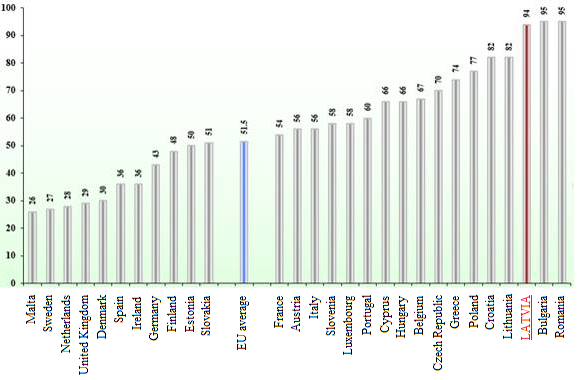 100
90
80
70
60
50
40
30
20
10
0
26
27
28
29
30
36
36
43
48
50
51
51.5
54
56
56
58
58
60
66
66
67
70
74
77
82
82
94
95
95
Malta
Sweden
Netherlands
United Kingdom
Denmark
Spain
Ireland
Germany
Finland
Estonia
Slovakia
EU average
France
Austria
Italy
Slovenia
Luxembourg
Portugal
Cyprus
Hungary
Belgium
Czech Republic
Greece
Poland
Croatia
Lithuania
LATVIA
Bulgaria
Romania